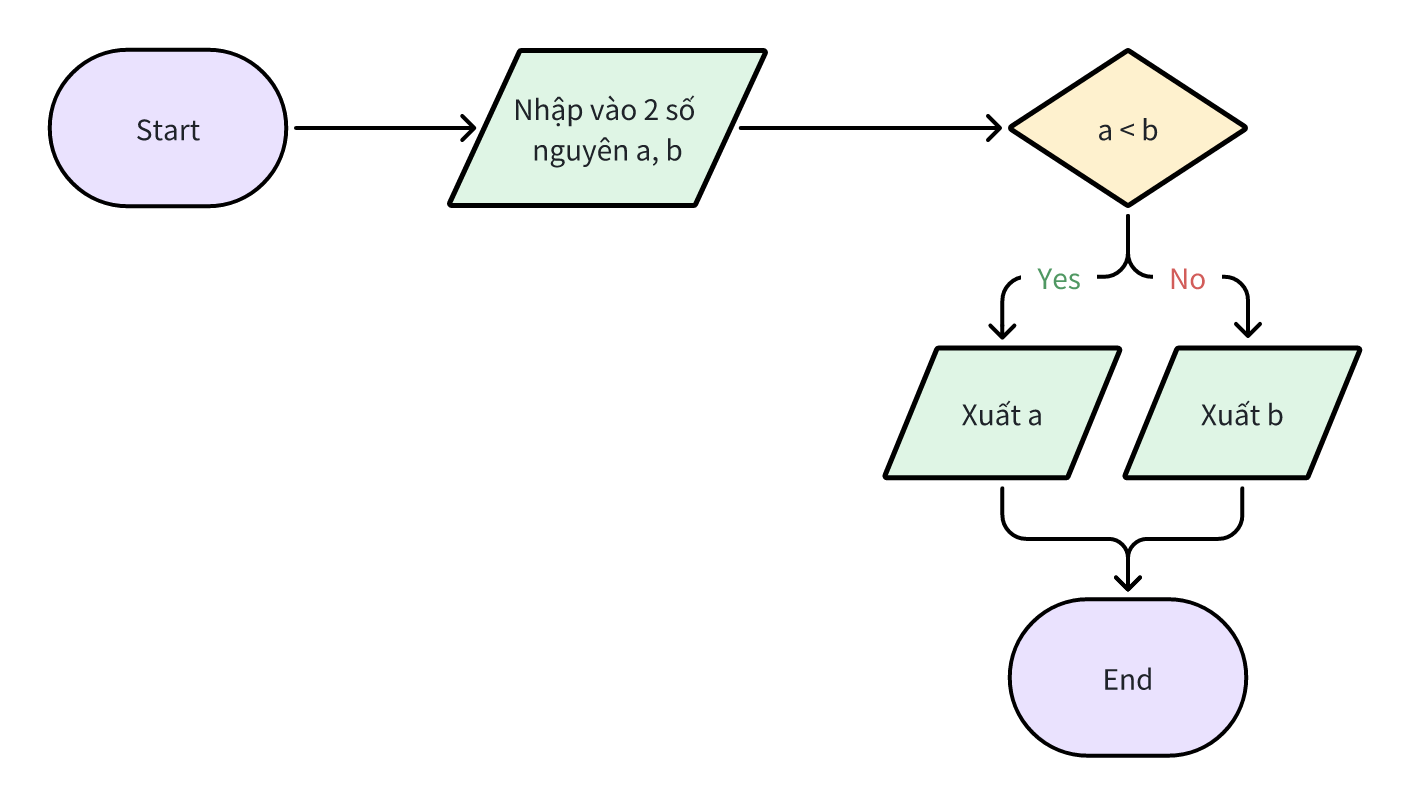 Start
Nhập vào 2 số
nguyên a, b
a < b
Yes
No
Xuất a
Xuất b
End